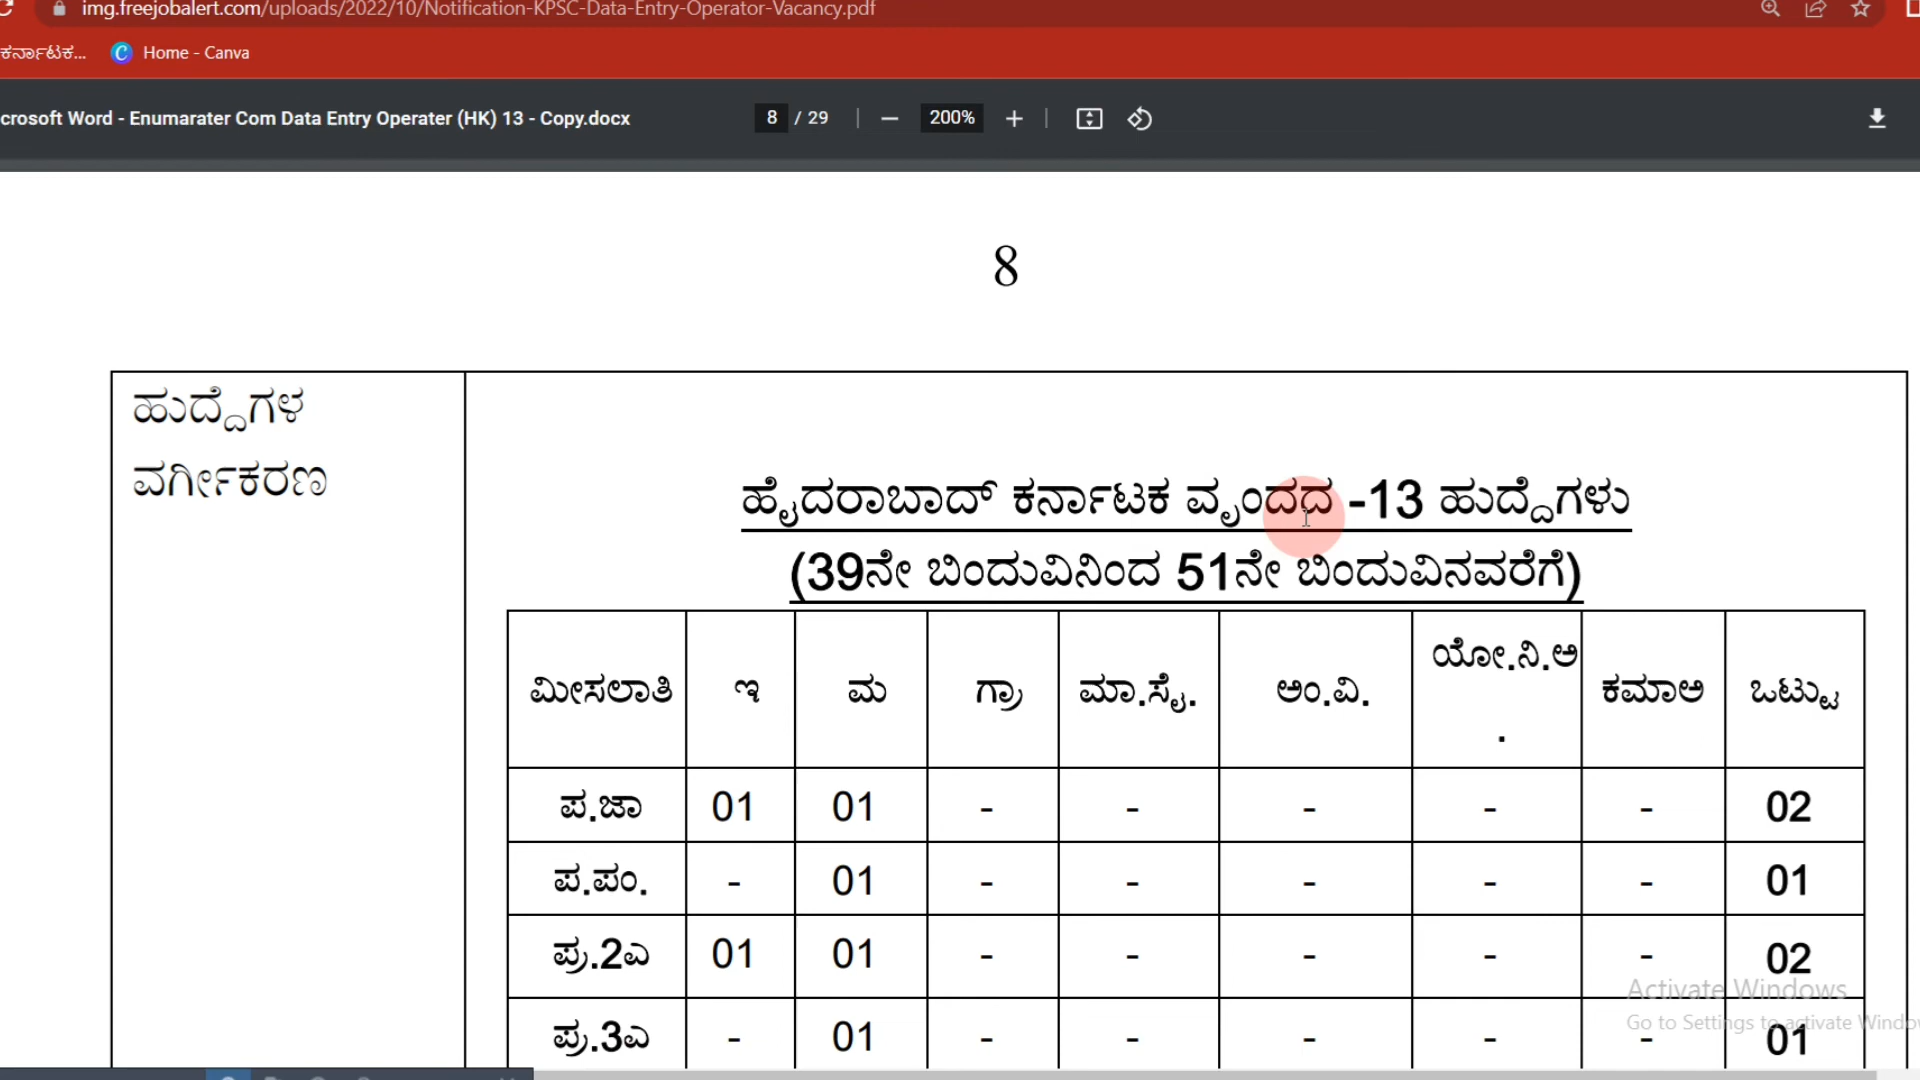 img.freejobalert.com/uploads/2022/10/Notification-KPSC-Data-Entry-Operator-Vacancy.pdf
ಕರ್ನಾಟಕ... Home - Canva
crosoft Word - Enumarater Com Data Entry Operater (HK) 13 - Copy.docx 8 / 29 200%
8
ಹುದ್ದೆಗಳ
ವರ್ಗೀಕರಣ
ಹೈದರಾಬಾದ್ ಕರ್ನಾಟಕ ವೃಂದದ -13 ಹುದ್ದೆಗಳು
(39ನೇ ಬಿಂದುವಿನಿಂದ 51ನೇ ಬಿಂದುವಿನವರೆಗೆ)
ಮೀಸಲಾತಿ ಇ ಮ ಗ್ರಾ ಮಾ.ಸೈ. ಅಂ.ವಿ. ಯೋ.ನಿ.ಅ. ಕಮಾಅ ಒಟ್ಟು
ಪ.ಜಾ 01 01 - - - - - 02
ಪ.ಪಂ. - 01 - - - - - 01
ಪ್ರ.2ಎ 01 01 - - - - - 02
ಪ್ರ.3ಎ - 01 - - - - - 01
Activate Windows
Go to Settings to activate Windo